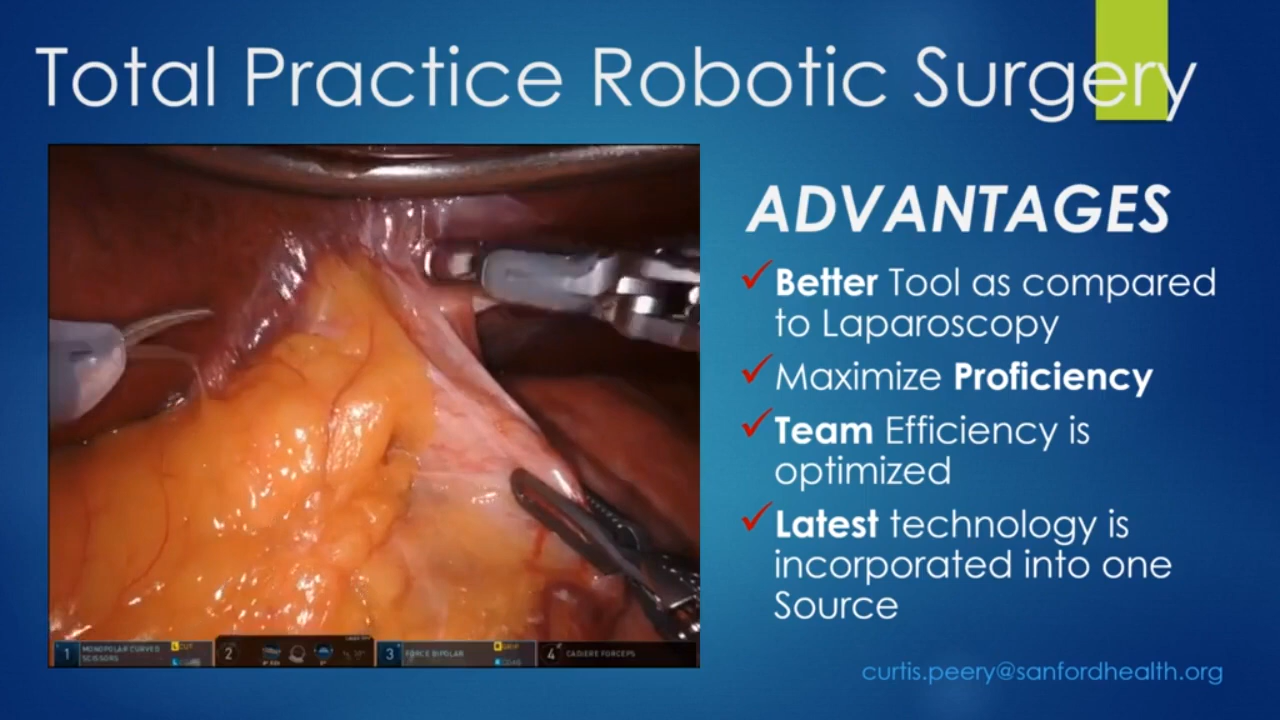 Total Practice Robotic Surgery
ADVANTAGES
Better Tool as compared
to Laparoscopy
Maximize Proficiency
Team Efficiency is
optimized
Latest technology is
incorporated into one
Source
1 MONOPOLAR CURVED
SCISSORS
CUT
2
3 FORCE BIPOLAR
4 CADIERE FORCEPS
curtis.peery@sanfordhealth.org